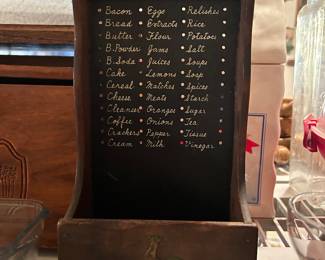 Bacon Eggs Relishes
Bread Extracts Rice
Butter Flour Potatoes
B. Powder Jams Salt
B. Soda Juices Soups
Cake Lemons Soap
Cereal Matches Spices
Cheese Meats Starch
Cleanser Oranges Sugar
Coffee Onions Tea
Crackers Pepper Tissue
Cream Milk Vinegar